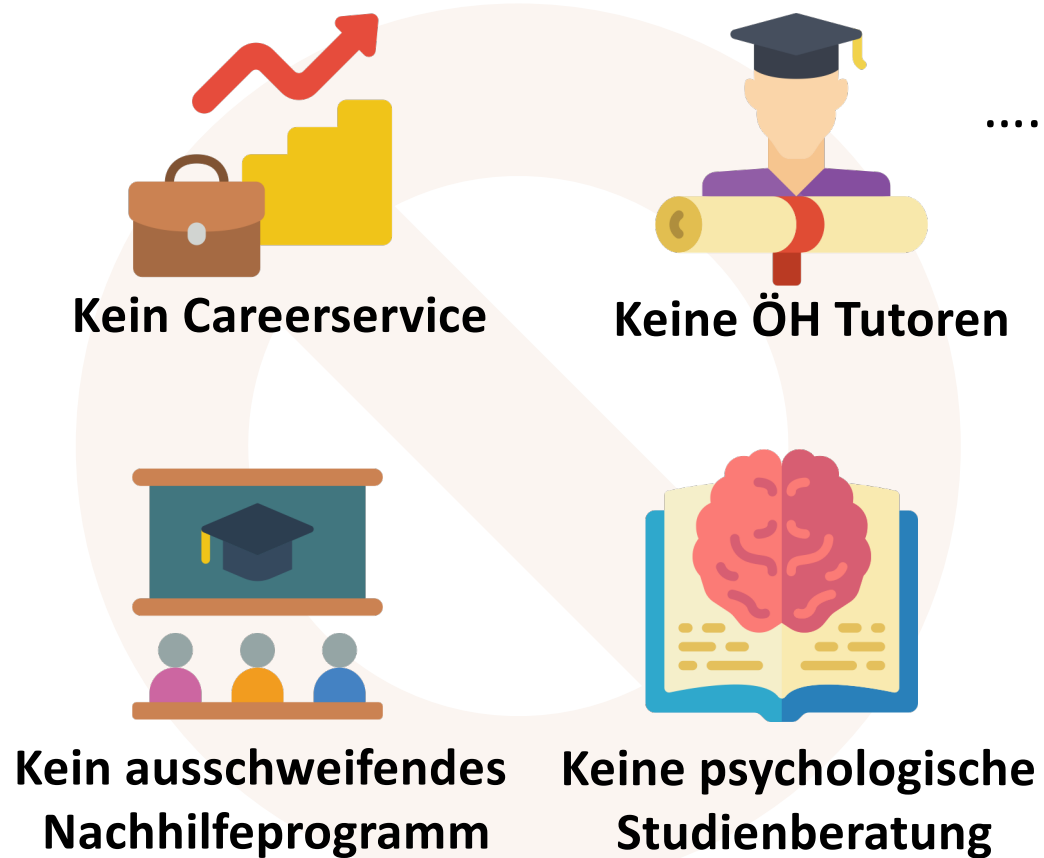 ....
Kein Careerservice
Keine ÖH Tutoren
Kein ausschweifendes
Nachhilfeprogramm
Keine psychologische
Studienberatung